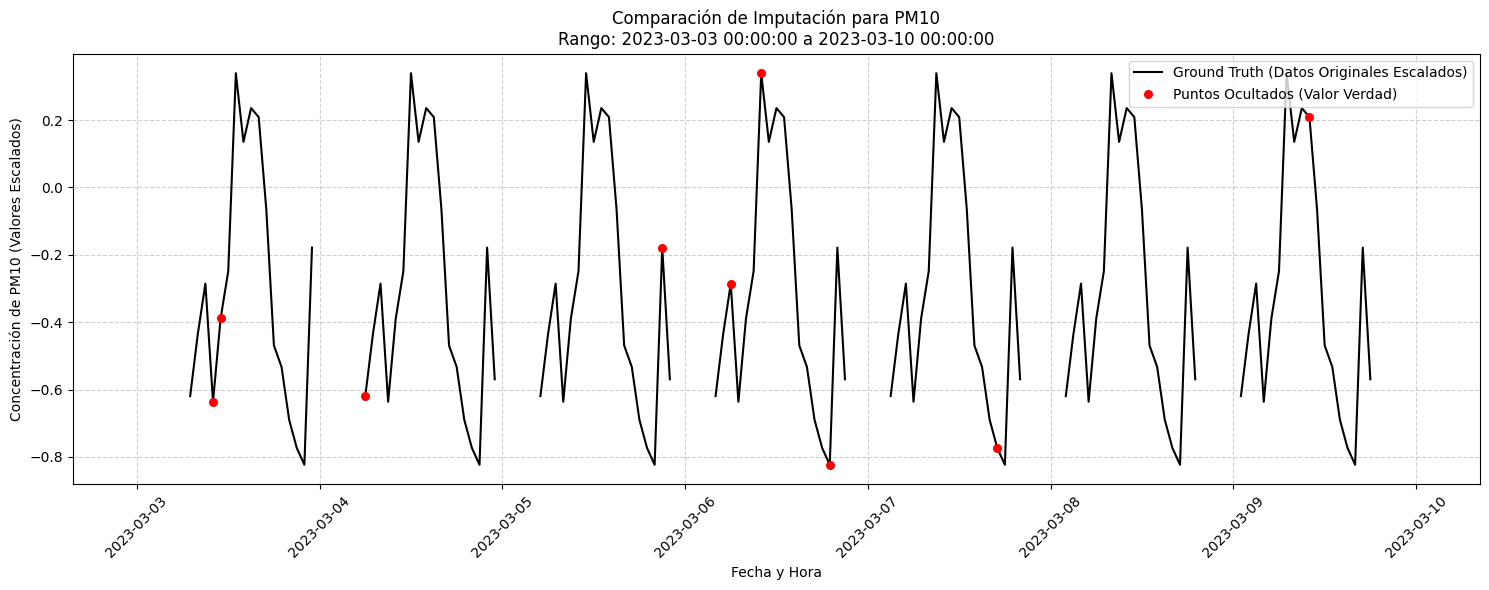 Comparación de Imputación para PM10
Rango: 2023-03-03 00:00:00 a 2023-03-10 00:00:00
Ground Truth (Datos Originales Escalados)
Puntos Ocultados (Valor Verdad)
Concentración de PM10 (Valores Escalados)
0.2
0.0
−0.2
−0.4
−0.6
−0.8
2023-03-03
2023-03-04
2023-03-05
2023-03-06
2023-03-07
2023-03-08
2023-03-09
2023-03-10
Fecha y Hora